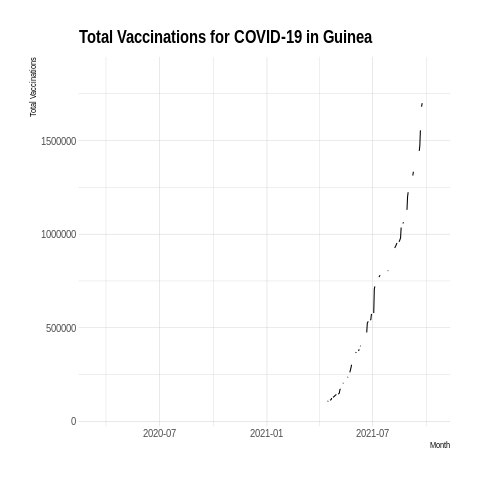 Total Vaccinations for COVID-19 in Guinea
Total Vaccinations
1500000
1000000
500000
0
2020-07 2021-01 2021-07
Month